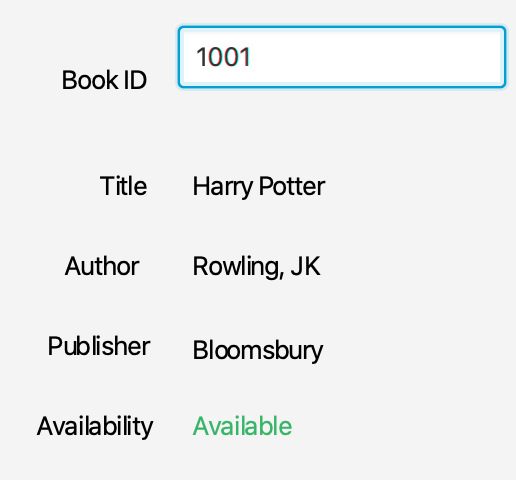 Book ID 1001
Title Harry Potter
Author Rowling, JK
Publisher Bloomsbury
Availability Available